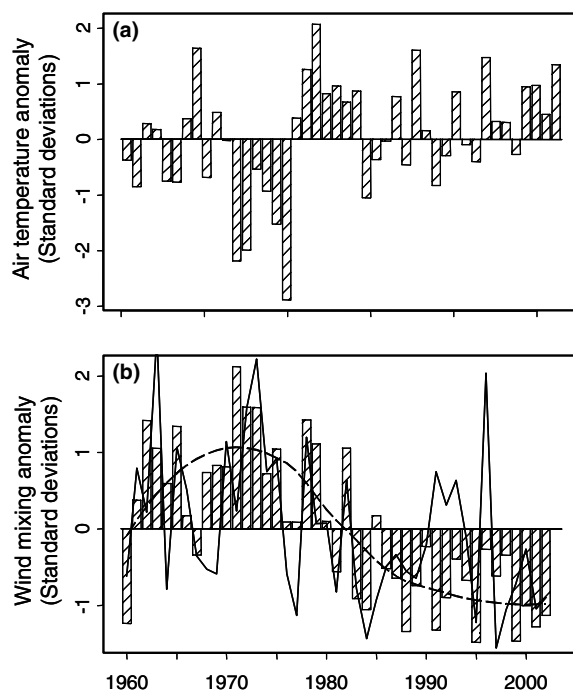 (a)
Air temperature anomaly
(Standard deviations)
2
1
0
-1
-2
-3
(b)
Wind mixing anomaly
(Standard deviations)
2
1
0
-1
1960 1970 1980 1990 2000